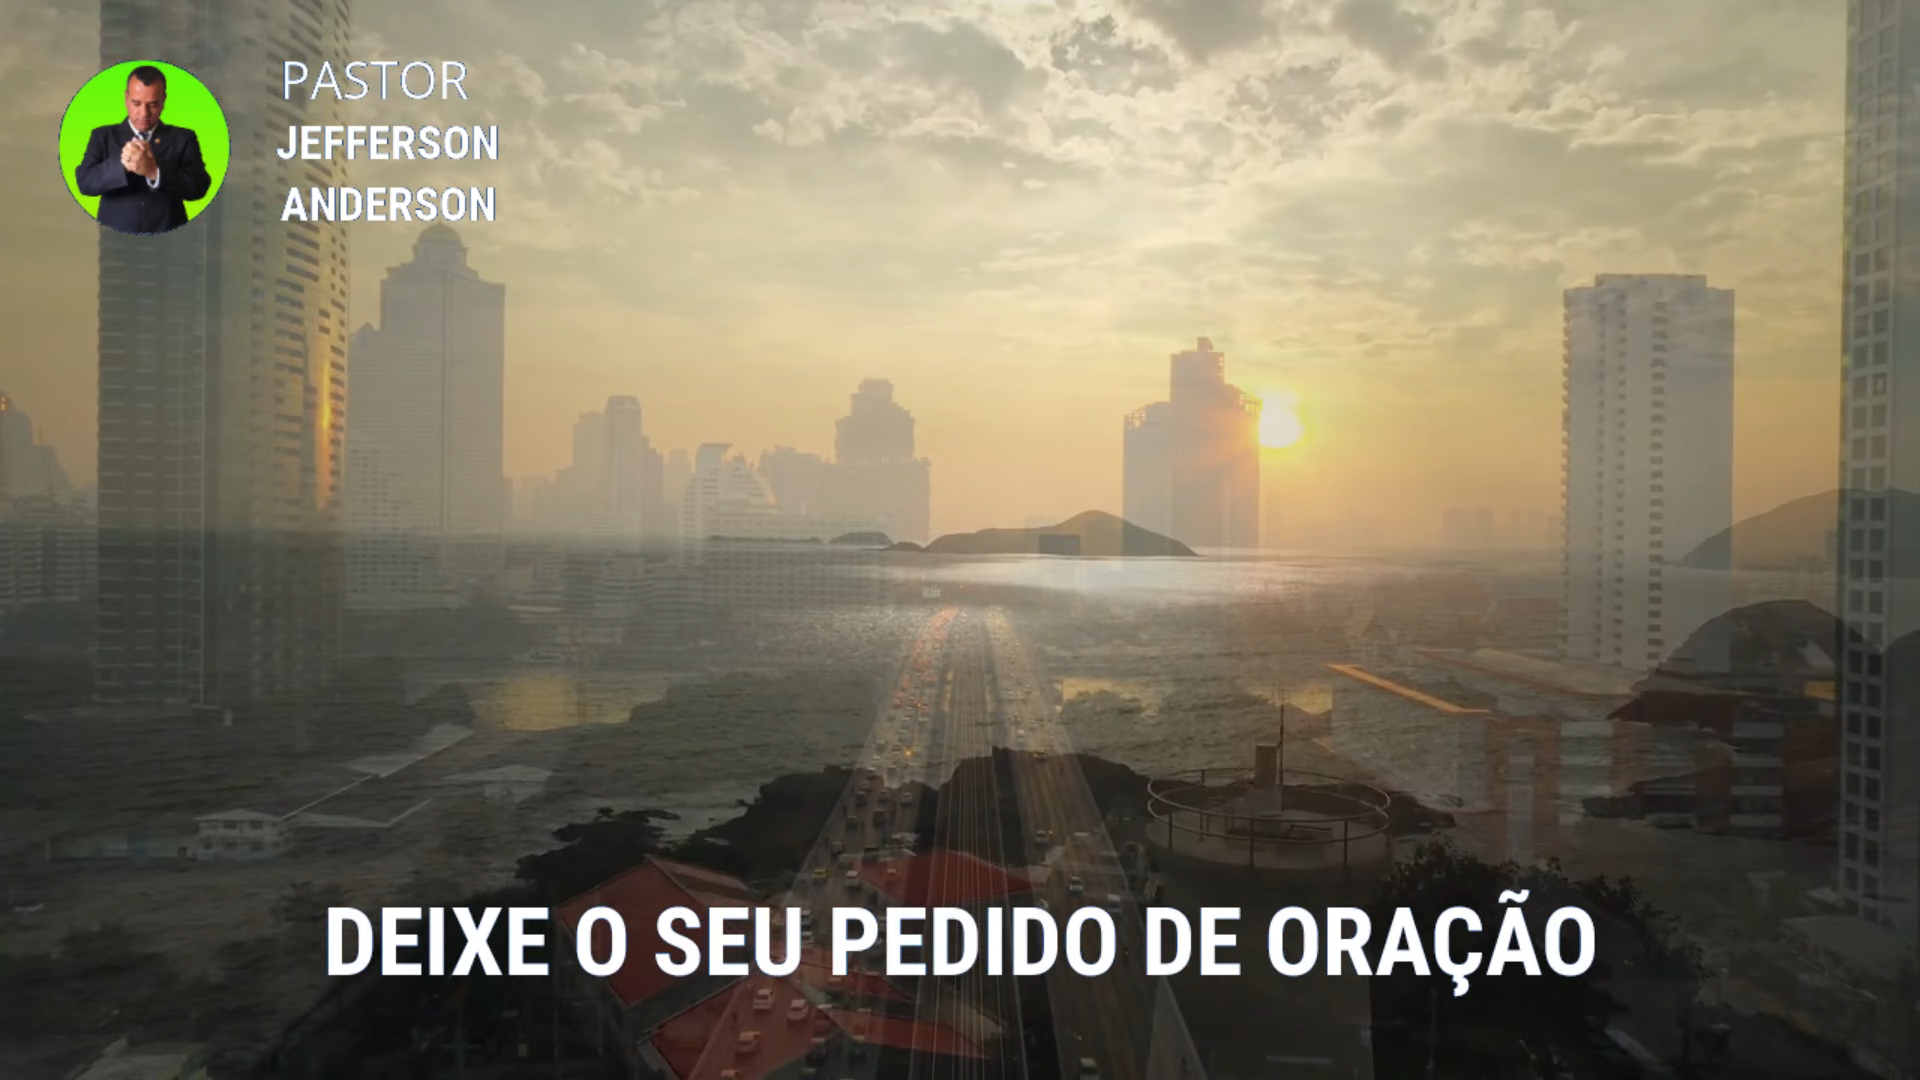 PASTOR
JEFFERSON
ANDERSON
DEIXE O SEU PEDIDO DE ORAÇÃO